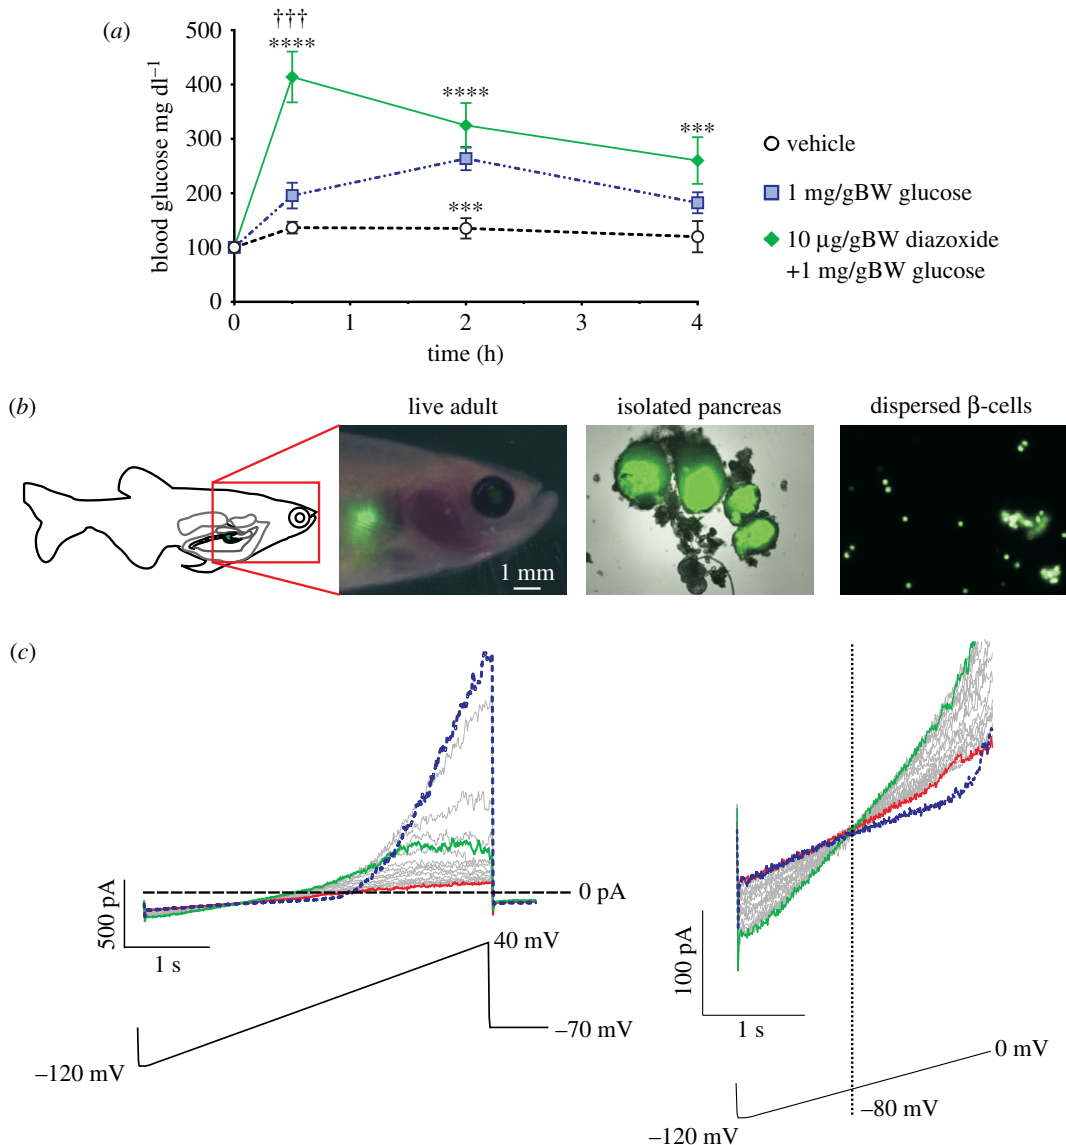 (a)
†††
****
****
***
***
500
400
300
200
100
0
blood glucose mg dl⁻¹
0
1
2
3
4
time (h)
vehicle
1 mg/gBW glucose
10 µg/gBW diazoxide
+1 mg/gBW glucose
(b)
live adult
isolated pancreas
dispersed β-cells
1 mm
(c)
0 pA
500 pA
1 s
40 mV
–70 mV
–120 mV
100 pA
1 s
0 mV
–80 mV
–120 mV